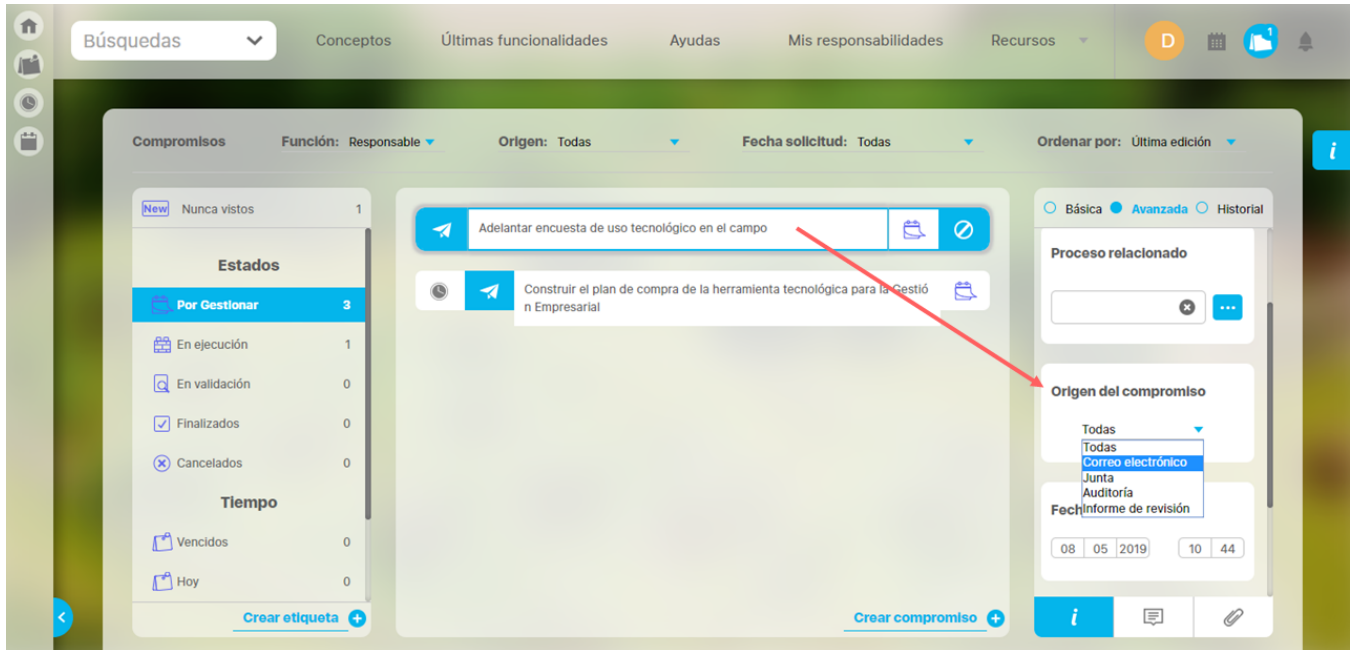 Búsquedas
Conceptos
Últimas funcionalidades
Ayudas
Mis responsabilidades
Recursos
D
1
Compromisos
Función: Responsable
Origen: Todas
Fecha solicitud: Todas
Ordenar por: Última edición
i
New Nunca vistos 1
Estados
Por Gestionar 3
En ejecución 1
En validación 0
Finalizados 0
Cancelados 0
Tiempo
Vencidos 0
Hoy 0
Crear etiqueta
Adelantar encuesta de uso tecnológico en el campo
Construir el plan de compra de la herramienta tecnológica para la Gestió
n Empresarial
Crear compromiso
Básica Avanzada Historial
Proceso relacionado
Origen del compromiso
Todas
Todas
Correo electrónico
Junta
Auditoría
Informe de revisión
Fech
08 05 2019 10 44
i